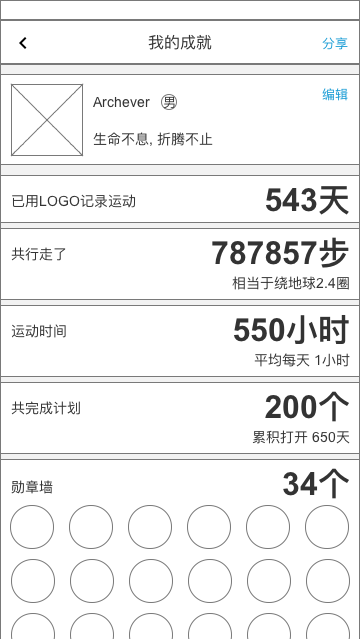 我的成就
分享
Archever 男
编辑
生命不息, 折腾不止
已用LOGO记录运动
543天
共行走了
787857步
相当于绕地球2.4圈
运动时间
550小时
平均每天 1小时
共完成计划
200个
累积打开 650天
勋章墙
34个